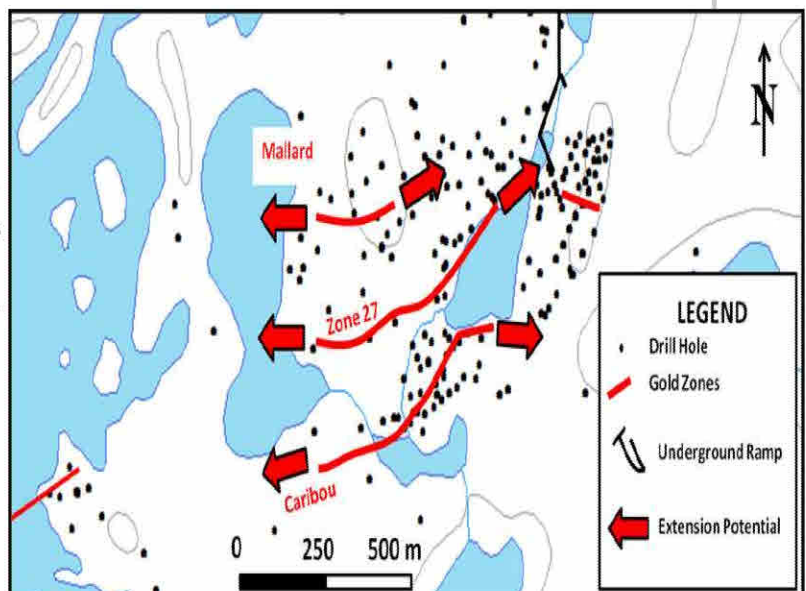 N
Mallard
Zone 27
Caribou
0 250 500 m
LEGEND
Drill Hole
Gold Zones
Underground Ramp
Extension Potential